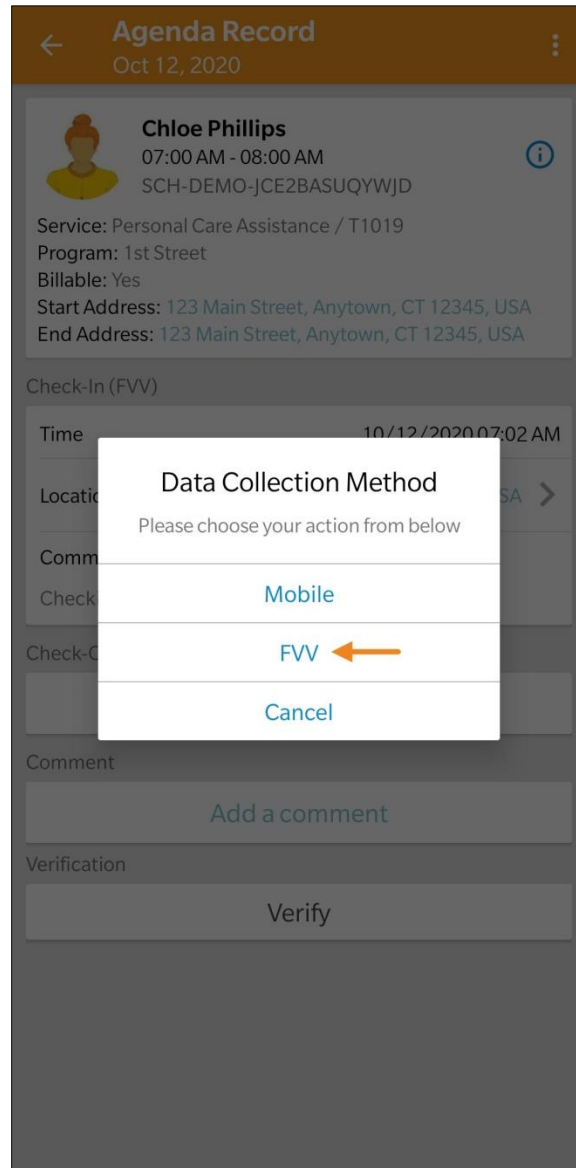 Agenda Record
Oct 12, 2020
Chloe Phillips
07:00 AM - 08:00 AM
SCH-DEMO-JCE2BASUQYWJD
Service: Personal Care Assistance / T1019
Program: 1st Street
Billable: Yes
Start Address: 123 Main Street, Anytown, CT 12345, USA
End Address: 123 Main Street, Anytown, CT 12345, USA
Check-In (FVV)
Time 10/12/2020 07:02 AM
Data Collection Method
Please choose your action from below
Mobile
FVV
Cancel
Comment
Add a comment
Verification
Verify